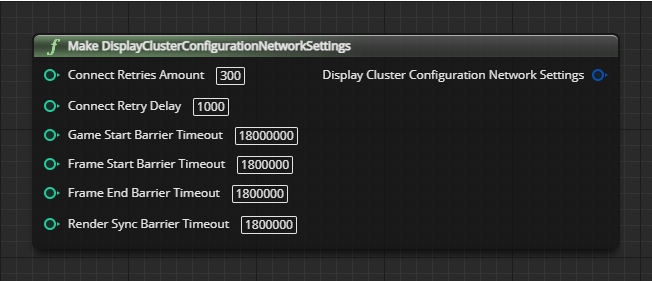 f Make DisplayClusterConfigurationNetworkSettings
Connect Retries Amount 300 Display Cluster Configuration Network Settings
Connect Retry Delay 1000
Game Start Barrier Timeout 18000000
Frame Start Barrier Timeout 1800000
Frame End Barrier Timeout 1800000
Render Sync Barrier Timeout 1800000